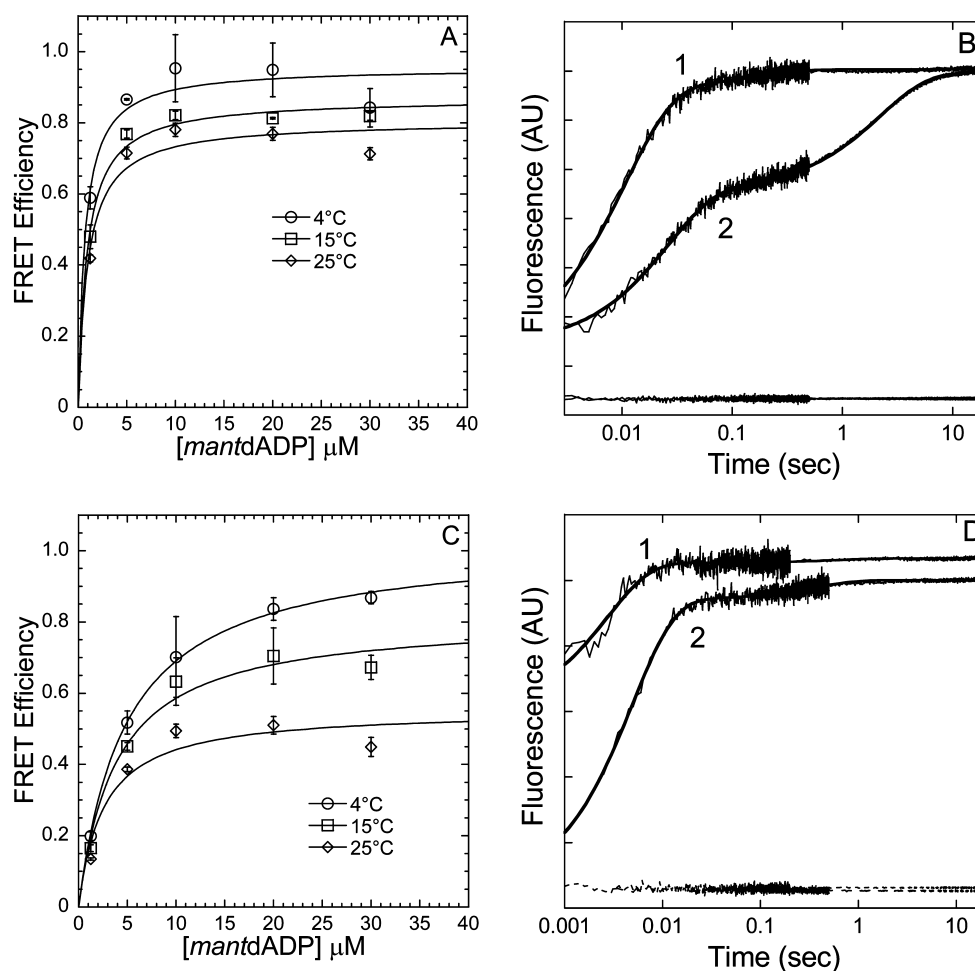 A
1.0
0.8
0.6
0.4
0.2
0
FRET Efficiency
4°C
15°C
25°C
0 5 10 15 20 25 30 35 40
[mantdADP] μM
B
1
2
Fluorescence (AU)
0.01 0.1 1 10
Time (sec)
C
1.0
0.8
0.6
0.4
0.2
0
FRET Efficiency
4°C
15°C
25°C
0 5 10 15 20 25 30 35 40
[mantdADP] μM
D
1
2
Fluorescence (AU)
0.001 0.01 0.1 1 10
Time (sec)